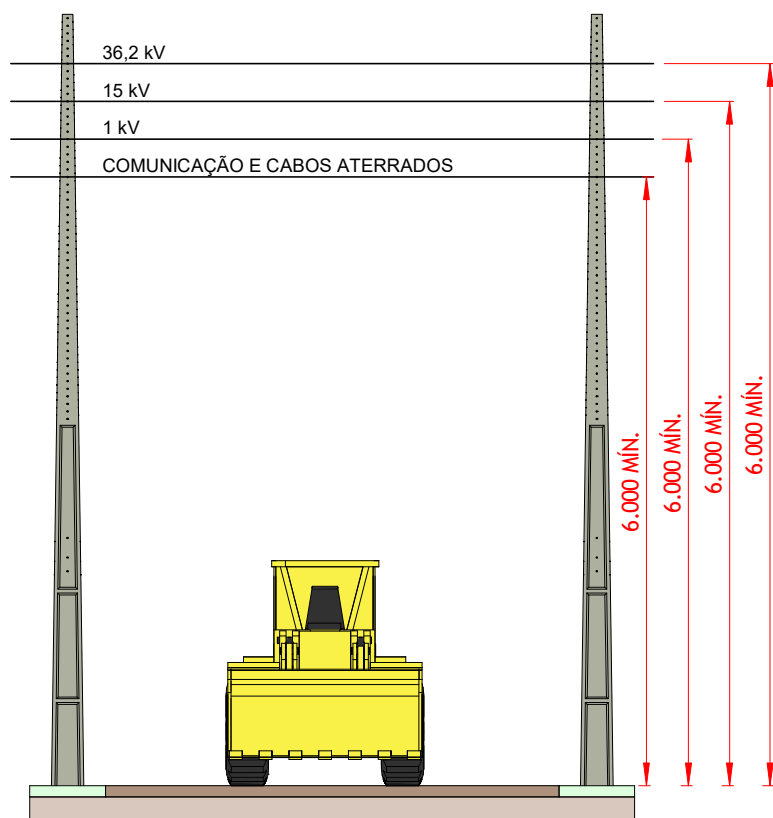 36,2 kV
15 kV
1 kV
COMUNICAÇÃO E CABOS ATERRADOS
6.000 MÍN.
6.000 MÍN.
6.000 MÍN.
6.000 MÍN.